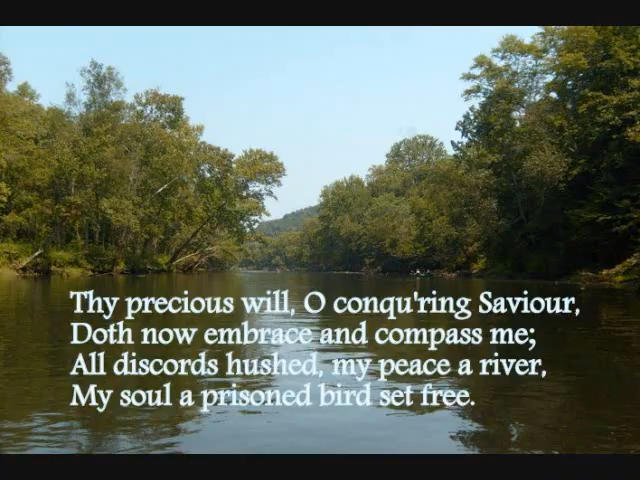 Thy precious will, O conqu'ring Saviour,
Doth now embrace and compass me;
All discords hushed, my peace a river,
My soul a prisoned bird set free.